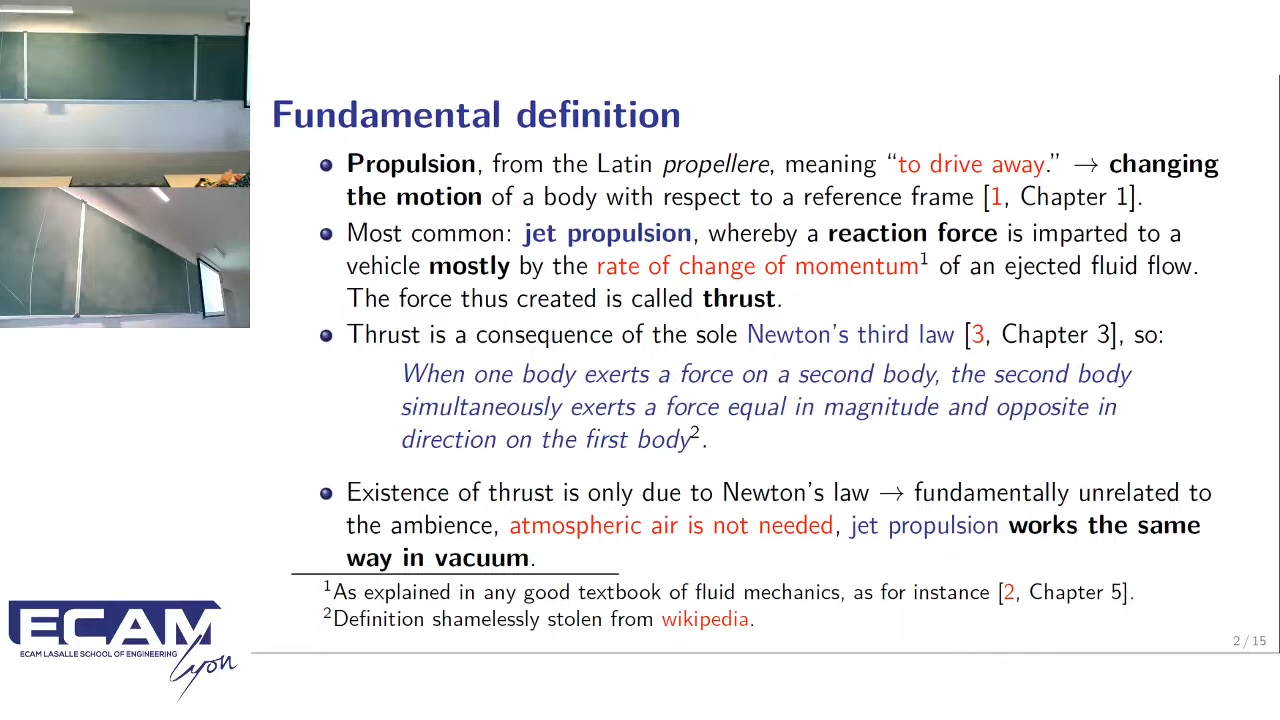 Fundamental definition
Propulsion, from the Latin propellere, meaning “to drive away.” → changing
the motion of a body with respect to a reference frame [1, Chapter 1].
Most common: jet propulsion, whereby a reaction force is imparted to a
vehicle mostly by the rate of change of momentum¹ of an ejected fluid flow.
The force thus created is called thrust.
Thrust is a consequence of the sole Newton’s third law [3, Chapter 3], so:
When one body exerts a force on a second body, the second body
simultaneously exerts a force equal in magnitude and opposite in
direction on the first body².
Existence of thrust is only due to Newton’s law → fundamentally unrelated to
the ambience, atmospheric air is not needed, jet propulsion works the same
way in vacuum.
¹As explained in any good textbook of fluid mechanics, as for instance [2, Chapter 5].
²Definition shamelessly stolen from wikipedia.
2 / 15
ECAM
ECAM LASALLE SCHOOL OF ENGINEERING
Lyon